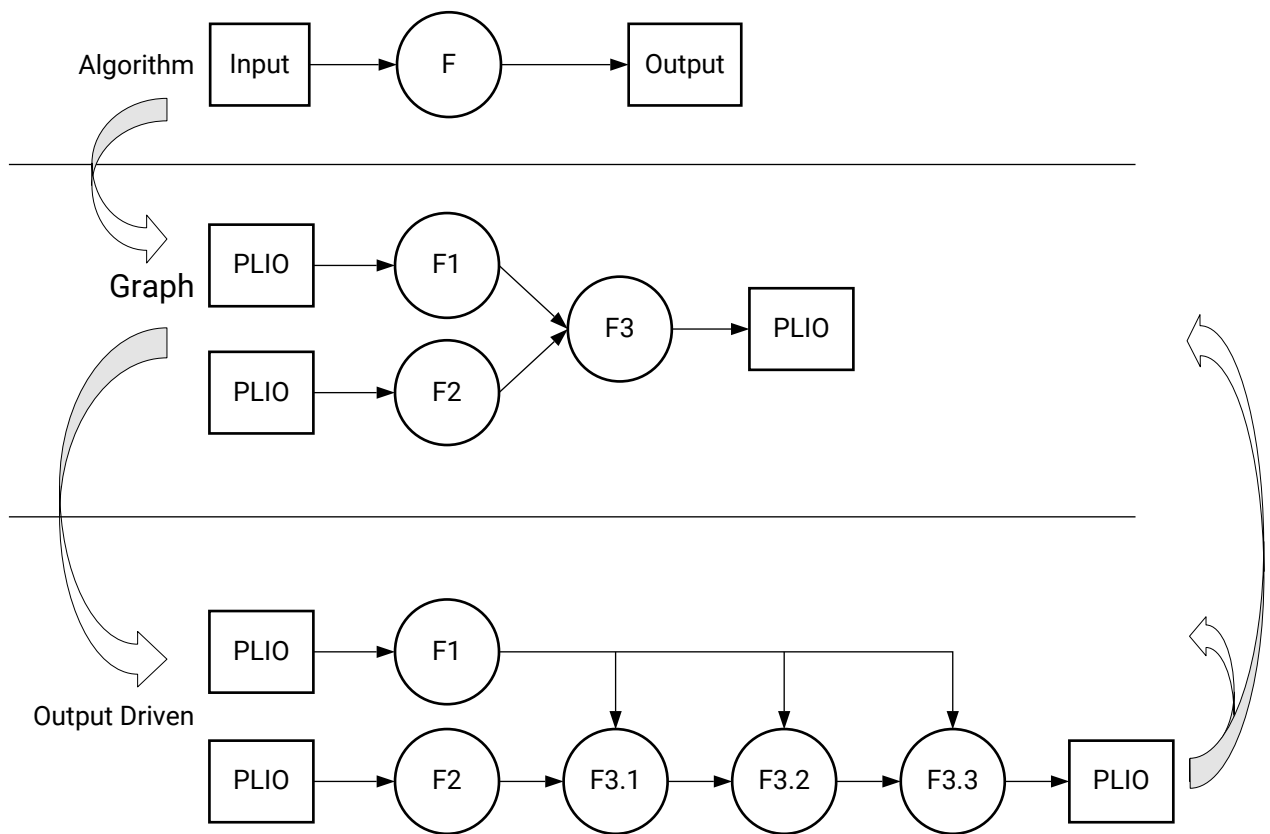 Algorithm
Input
F
Output
PLIO
F1
Graph
F3
PLIO
PLIO
F2
PLIO
F1
Output Driven
PLIO
F2
F3.1
F3.2
F3.3
PLIO